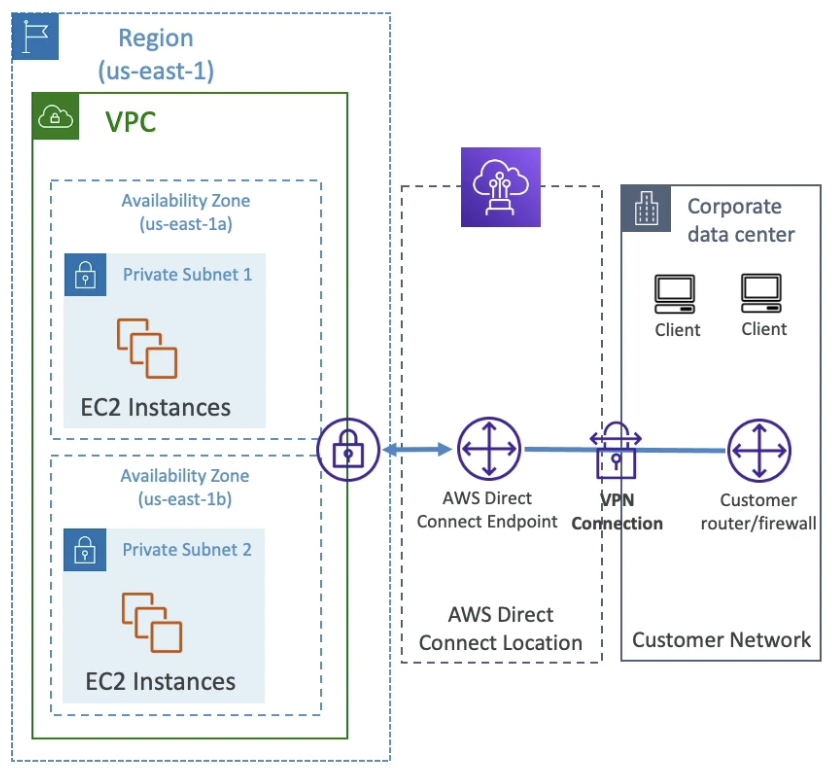 Region
(us-east-1)
VPC
Availability Zone
(us-east-1a)
Private Subnet 1
EC2 Instances
Availability Zone
(us-east-1b)
Private Subnet 2
EC2 Instances
AWS Direct
Connect Endpoint
AWS Direct
Connect Location
VPN
Connection
Corporate
data center
Client
Client
Customer
router/firewall
Customer Network